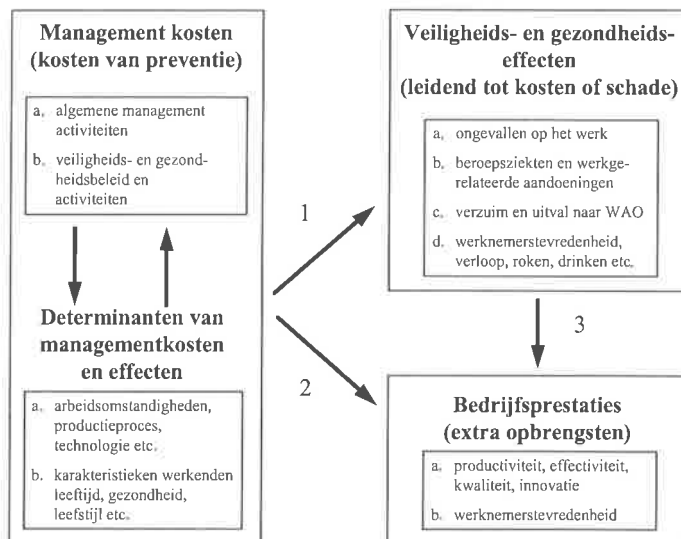 Management kosten
(kosten van preventie)
a. algemene management
activiteiten
b. veiligheids- en gezond-
heidsbeleid en
activiteiten
Determinanten van
managementkosten
en effecten
a. arbeidsomstandigheden,
productieproces,
technologie etc.
b. karakteristieken werkenden
leeftijd, gezondheid,
leefstijl etc.
1
2
Veiligheids- en gezondheids-
effecten
(leidend tot kosten of schade)
a. ongevallen op het werk
b. beroepsziekten en werkge-
relateerde aandoeningen
c. verzuim en uitval naar WAO
d. werknemerstevredenheid,
verloop, roken, drinken etc.
3
Bedrijfsprestaties
(extra opbrengsten)
a. productiviteit, effectiviteit,
kwaliteit, innovatie
b. werknemerstevredenheid